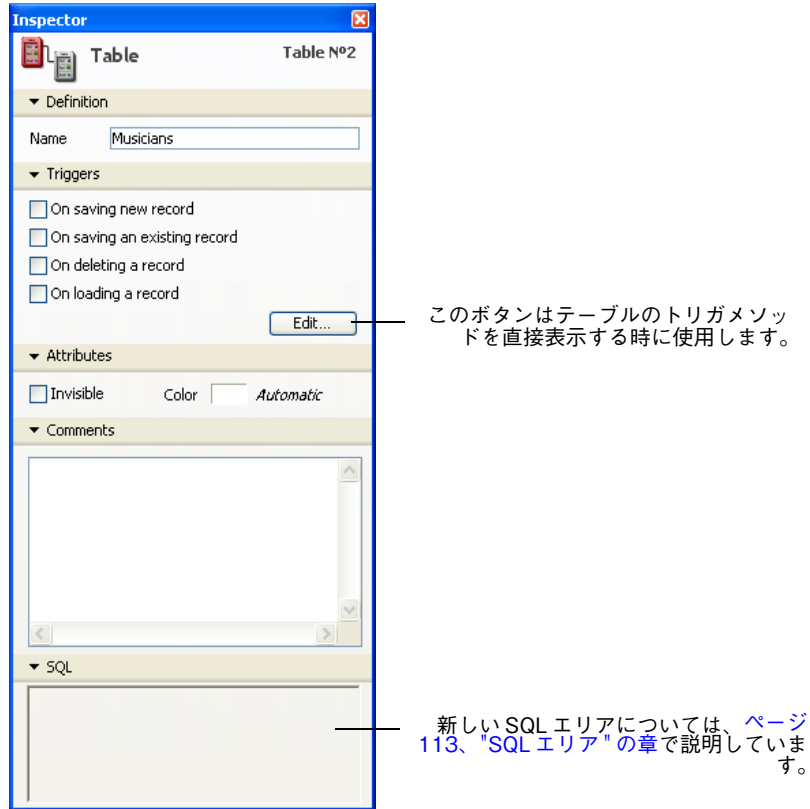 Inspector
Table
Table Nº2
Definition
Name
Musicians
Triggers
On saving new record
On saving an existing record
On deleting a record
On loading a record
Edit...
このボタンはテーブルのトリガメソッ
ドを直接表示する時に使用します。
Attributes
Invisible
Color
Automatic
Comments
SQL
新しい SQL エリアについては、ページ
113、"SQL エリア " の章で説明していま
す。